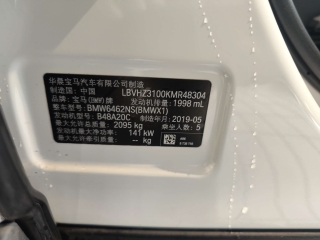 华晨宝马汽车有限公司制造
制造国：中国 LBVHZ3100KMR48304
品牌：宝马(BMW)牌 发动机排量：1998 mL
整车型号：BMW6462NS(BMWX1)
发动机型号：B48A20C 制造年月：2019-05
最大允许总质量：2095 kg 乘坐人数：5
发动机最大净功率：141 kW
最大允许牵引质量：-- kg